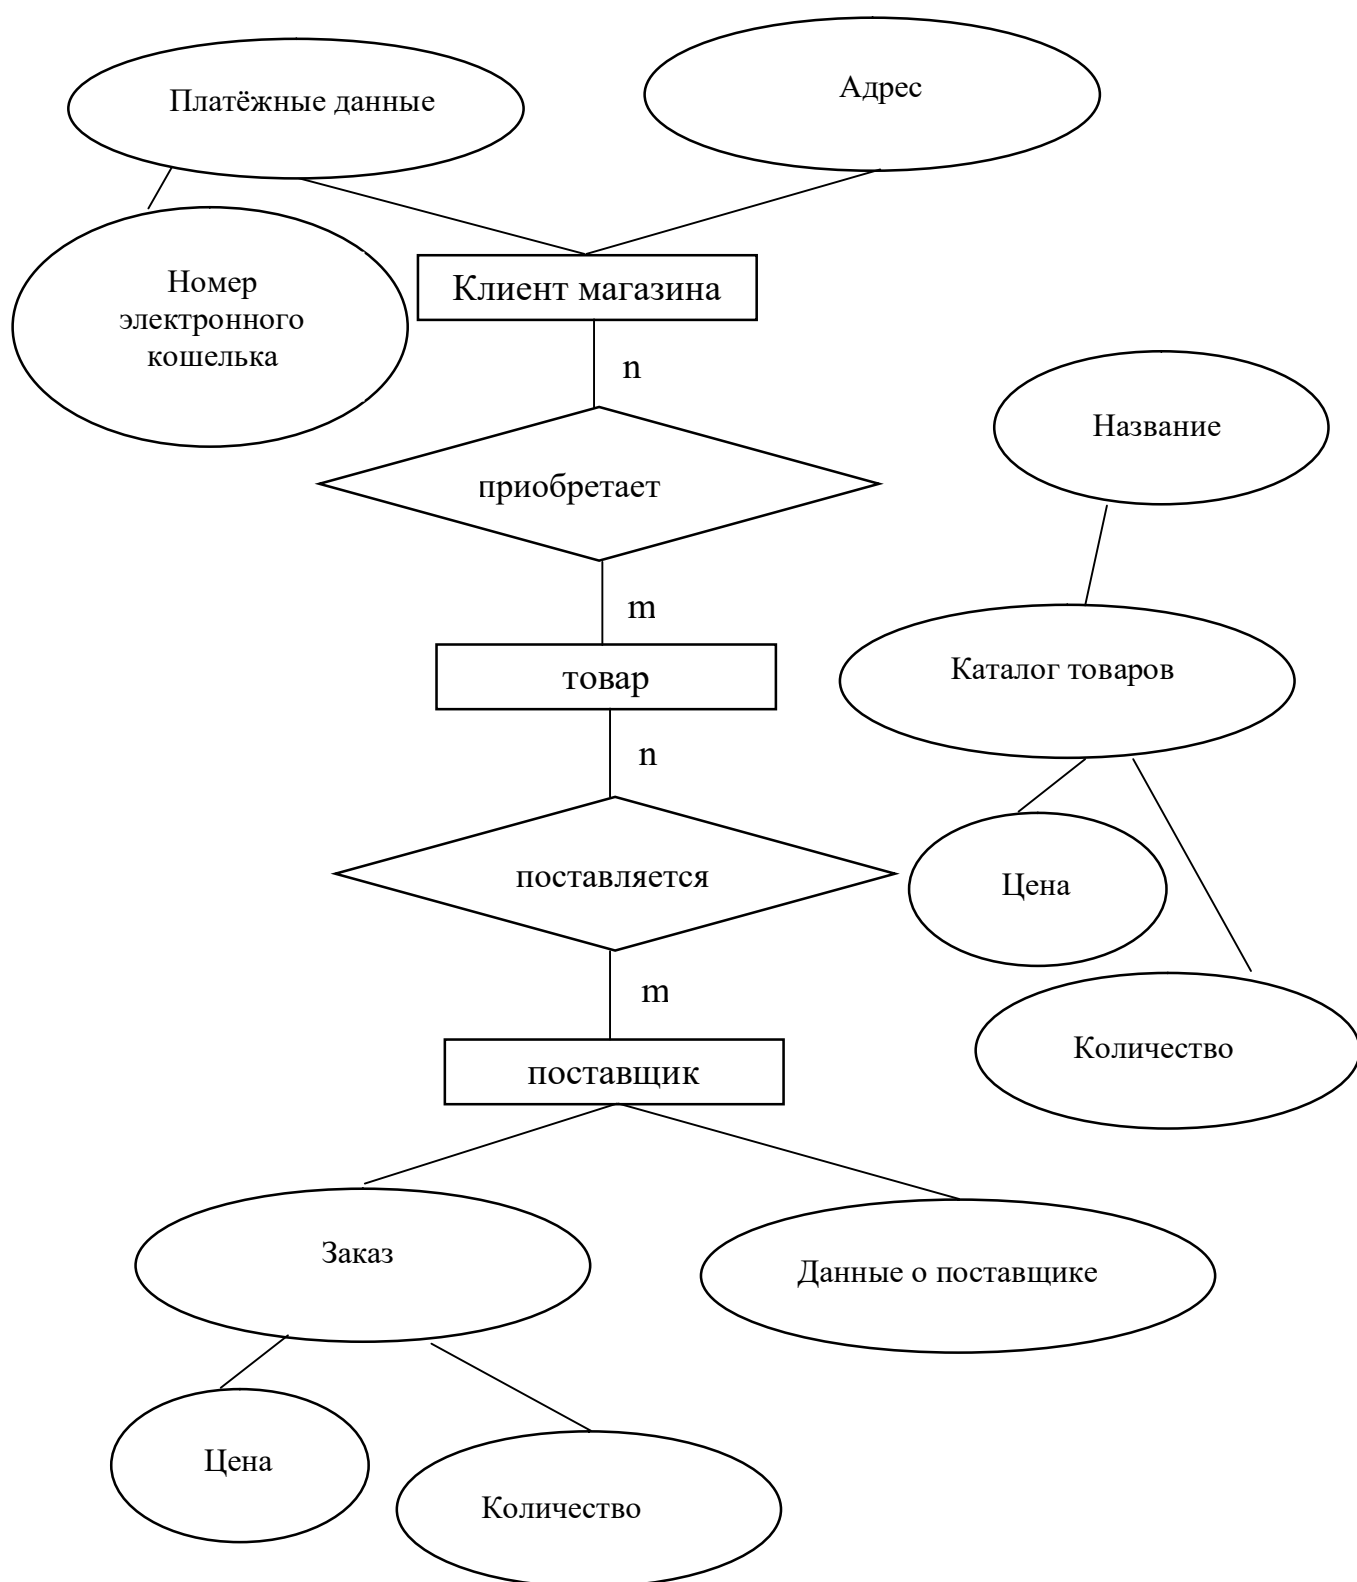 Платёжные данные
Адрес
Номер
электронного
кошелька
Клиент магазина
n
Название
приобретает
m
Каталог товаров
товар
n
поставляется
Цена
m
Количество
поставщик
Заказ
Данные о поставщике
Цена
Количество